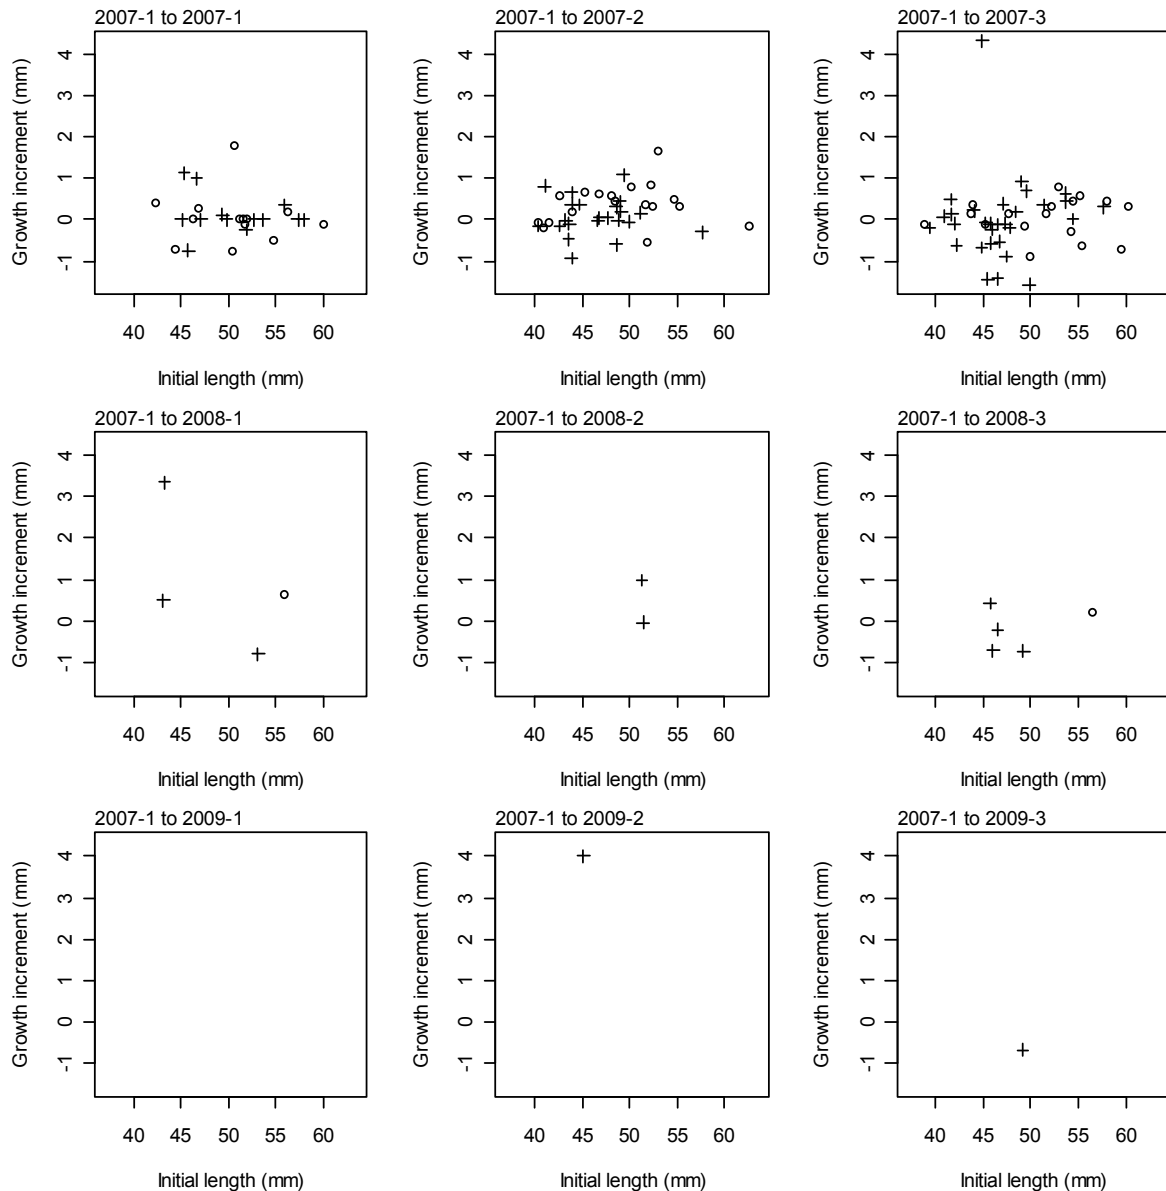 2007-1 to 2007-1
Growth increment (mm)
4
3
2
1
0
-1
40 45 50 55 60
Initial length (mm)
2007-1 to 2007-2
Growth increment (mm)
4
3
2
1
0
-1
40 45 50 55 60
Initial length (mm)
2007-1 to 2007-3
Growth increment (mm)
4
3
2
1
0
-1
40 45 50 55 60
Initial length (mm)
2007-1 to 2008-1
Growth increment (mm)
4
3
2
1
0
-1
40 45 50 55 60
Initial length (mm)
2007-1 to 2008-2
Growth increment (mm)
4
3
2
1
0
-1
40 45 50 55 60
Initial length (mm)
2007-1 to 2008-3
Growth increment (mm)
4
3
2
1
0
-1
40 45 50 55 60
Initial length (mm)
2007-1 to 2009-1
Growth increment (mm)
4
3
2
1
0
-1
40 45 50 55 60
Initial length (mm)
2007-1 to 2009-2
Growth increment (mm)
4
3
2
1
0
-1
40 45 50 55 60
Initial length (mm)
2007-1 to 2009-3
Growth increment (mm)
4
3
2
1
0
-1
40 45 50 55 60
Initial length (mm)